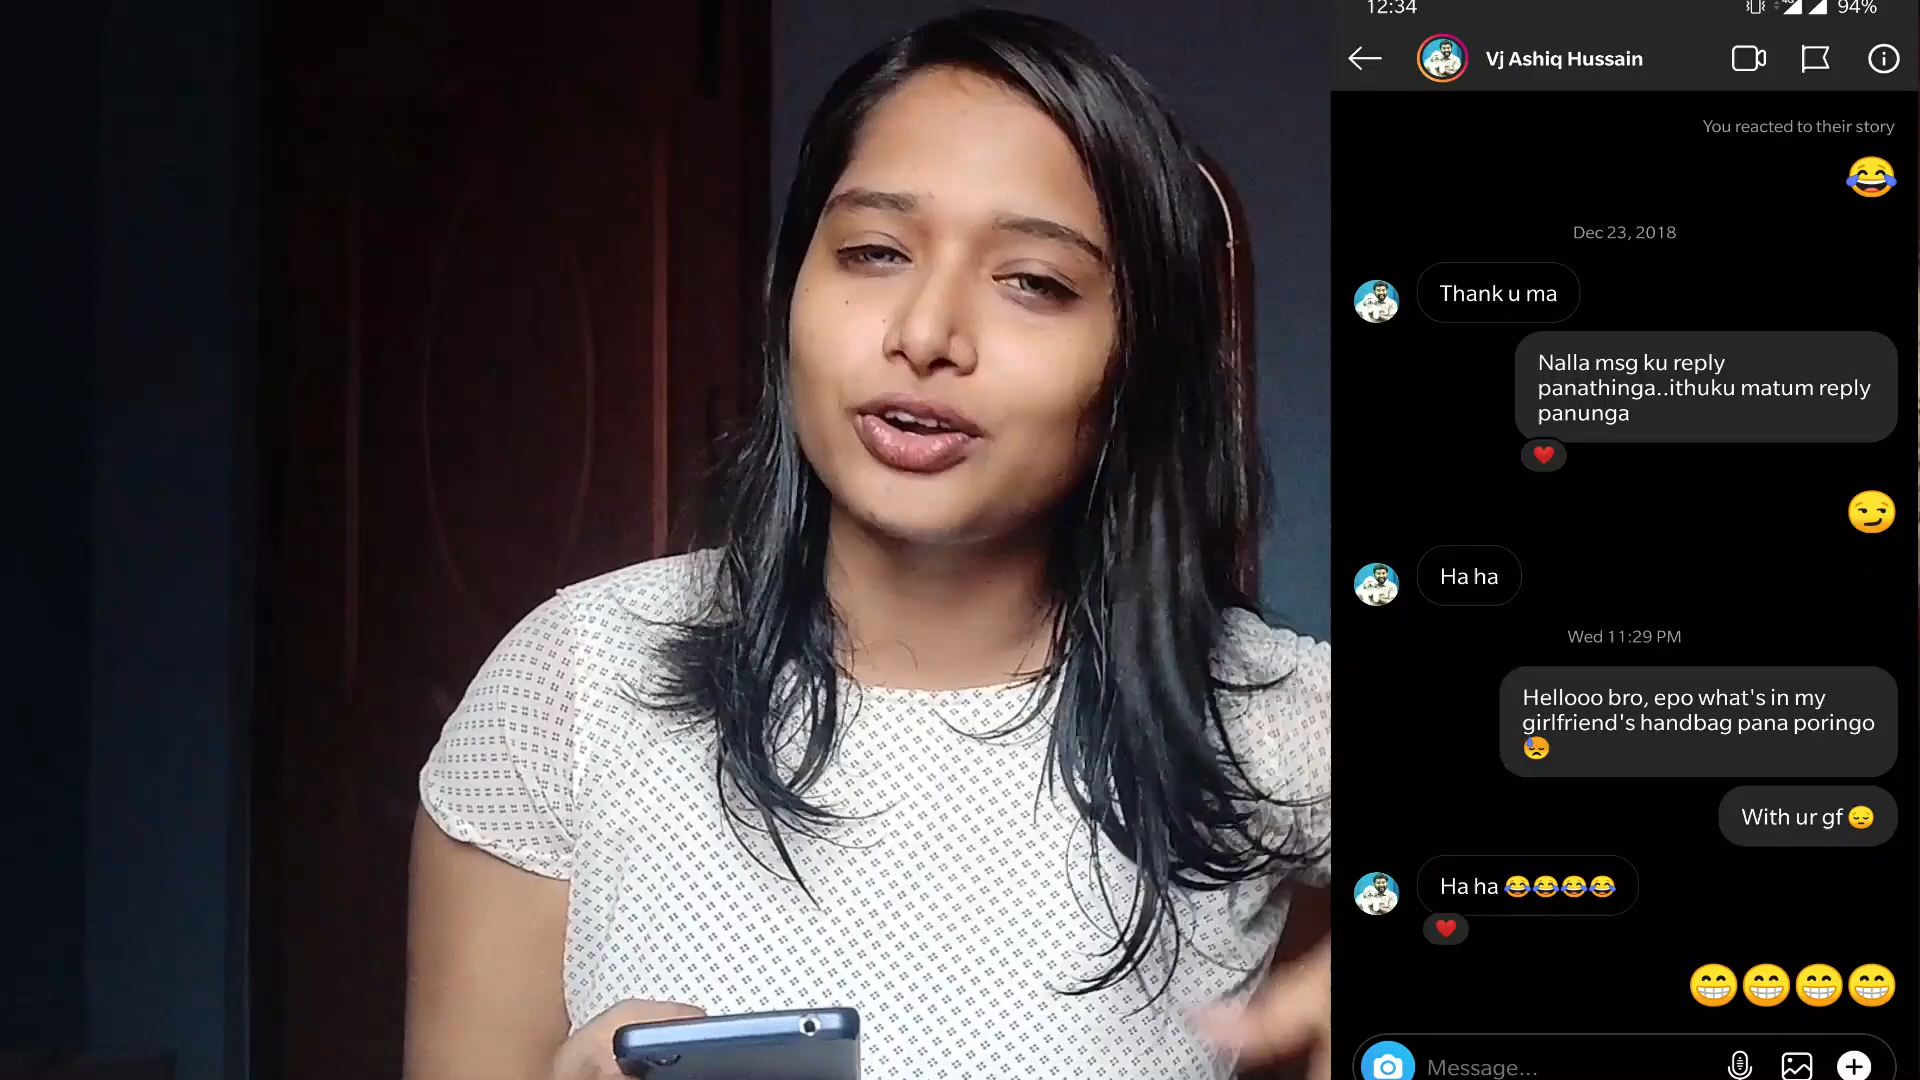 12:34
94%
Vj Ashiq Hussain
You reacted to their story
😂
Dec 23, 2018
Thank u ma
Nalla msg ku reply
panathinga..ithuku matum reply
panunga
❤️
😏
Ha ha
Wed 11:29 PM
Hellooo bro, epo what's in my
girlfriend's handbag pana poringo
😓
With ur gf 😔
Ha ha 😂😂😂😂
❤️
😁😁😁😁
Message...